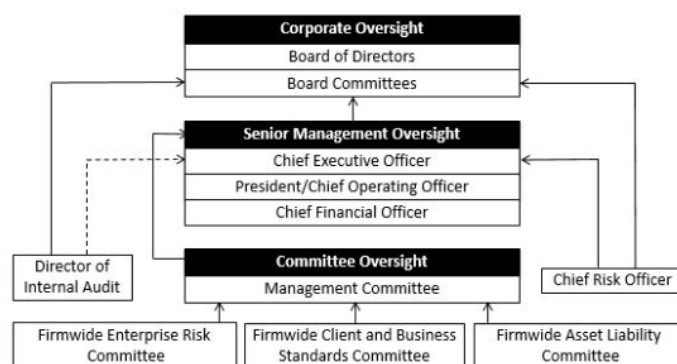 Corporate Oversight
Board of Directors
Board Committees
Senior Management Oversight
Chief Executive Officer
President/Chief Operating Officer
Chief Financial Officer
Director of
Internal Audit
Committee Oversight
Management Committee
Chief Risk Officer
Firmwide Enterprise Risk
Committee
Firmwide Client and Business
Standards Committee
Firmwide Asset Liability
Committee